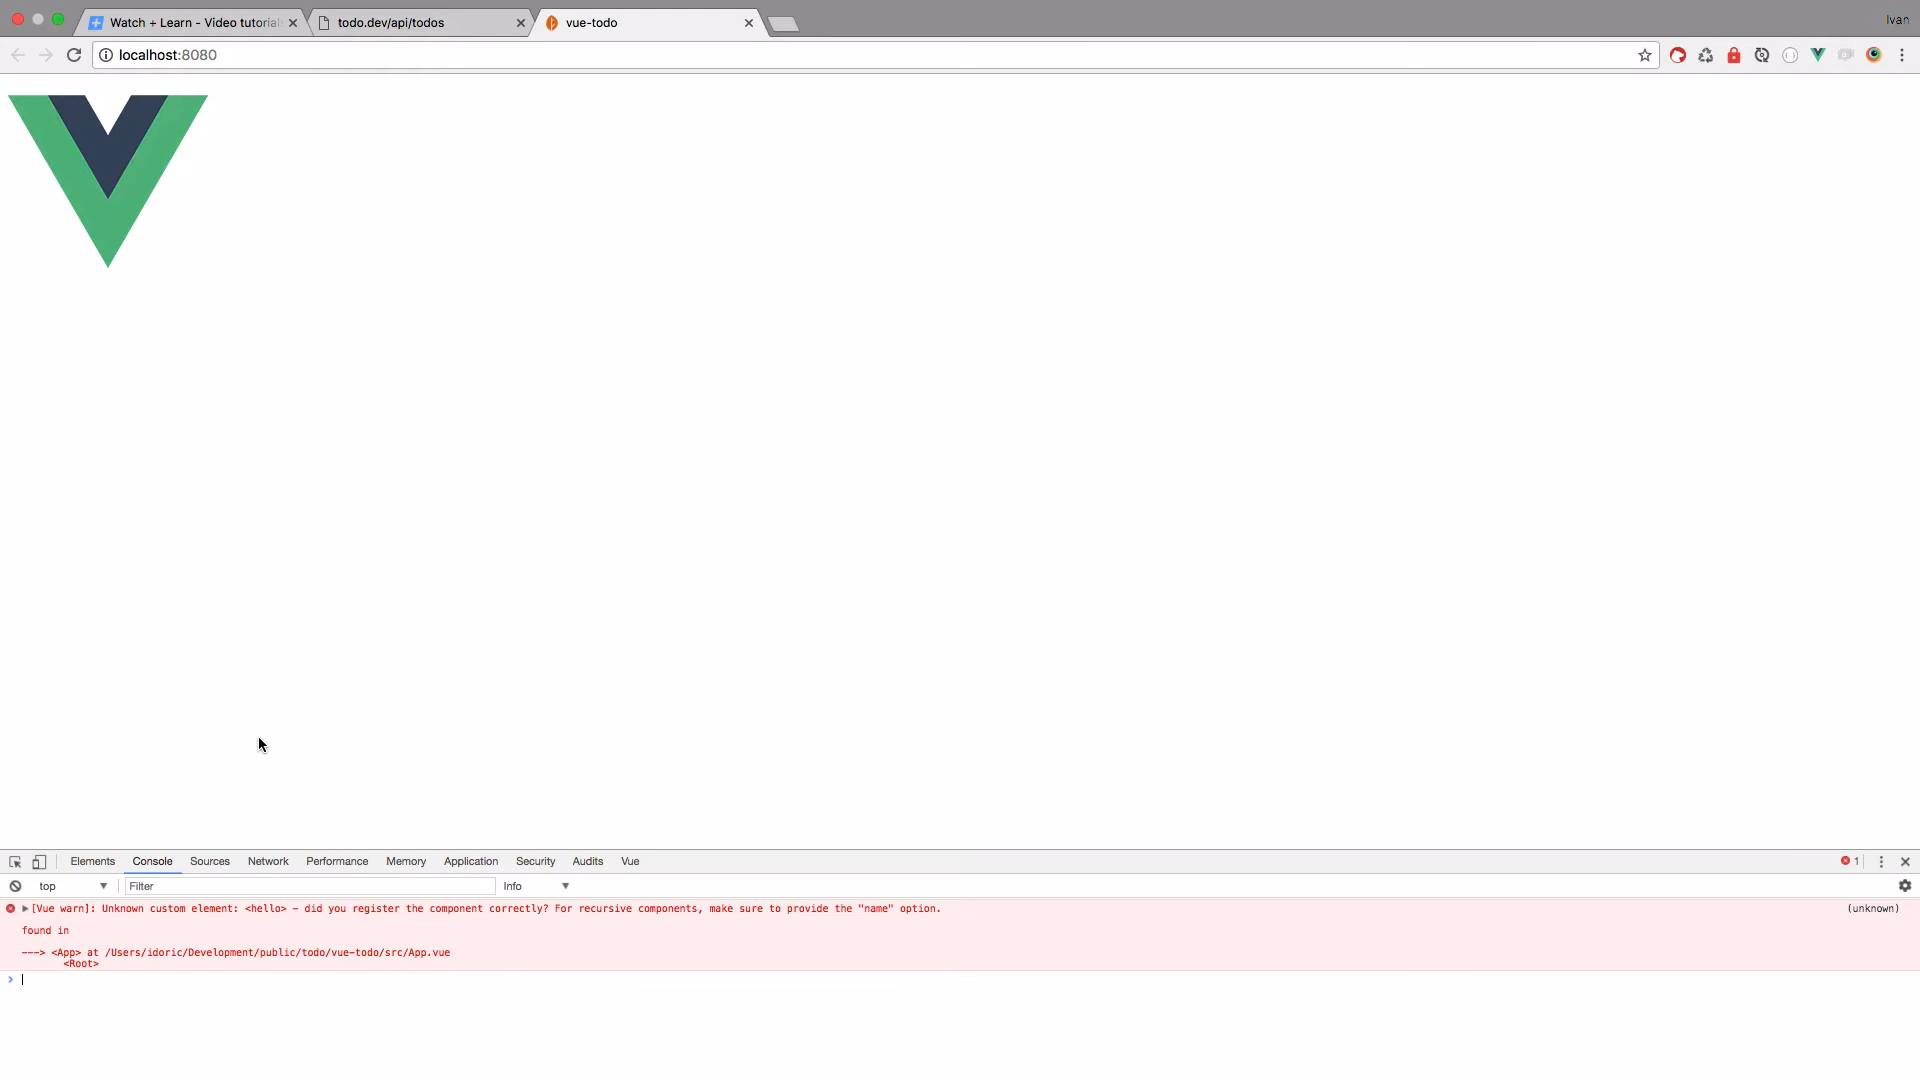 Ivan
Watch + Learn - Video tutorial
todo.dev/api/todos
vue-todo
localhost:8080
Elements Console Sources Network Performance Memory Application Security Audits Vue
1
top
Filter
Info
[Vue warn]: Unknown custom element: <hello> - did you register the component correctly? For recursive components, make sure to provide the "name" option.
(unknown)
found in
---> <App> at /Users/idoric/Development/public/todo/vue-todo/src/App.vue
<Root>